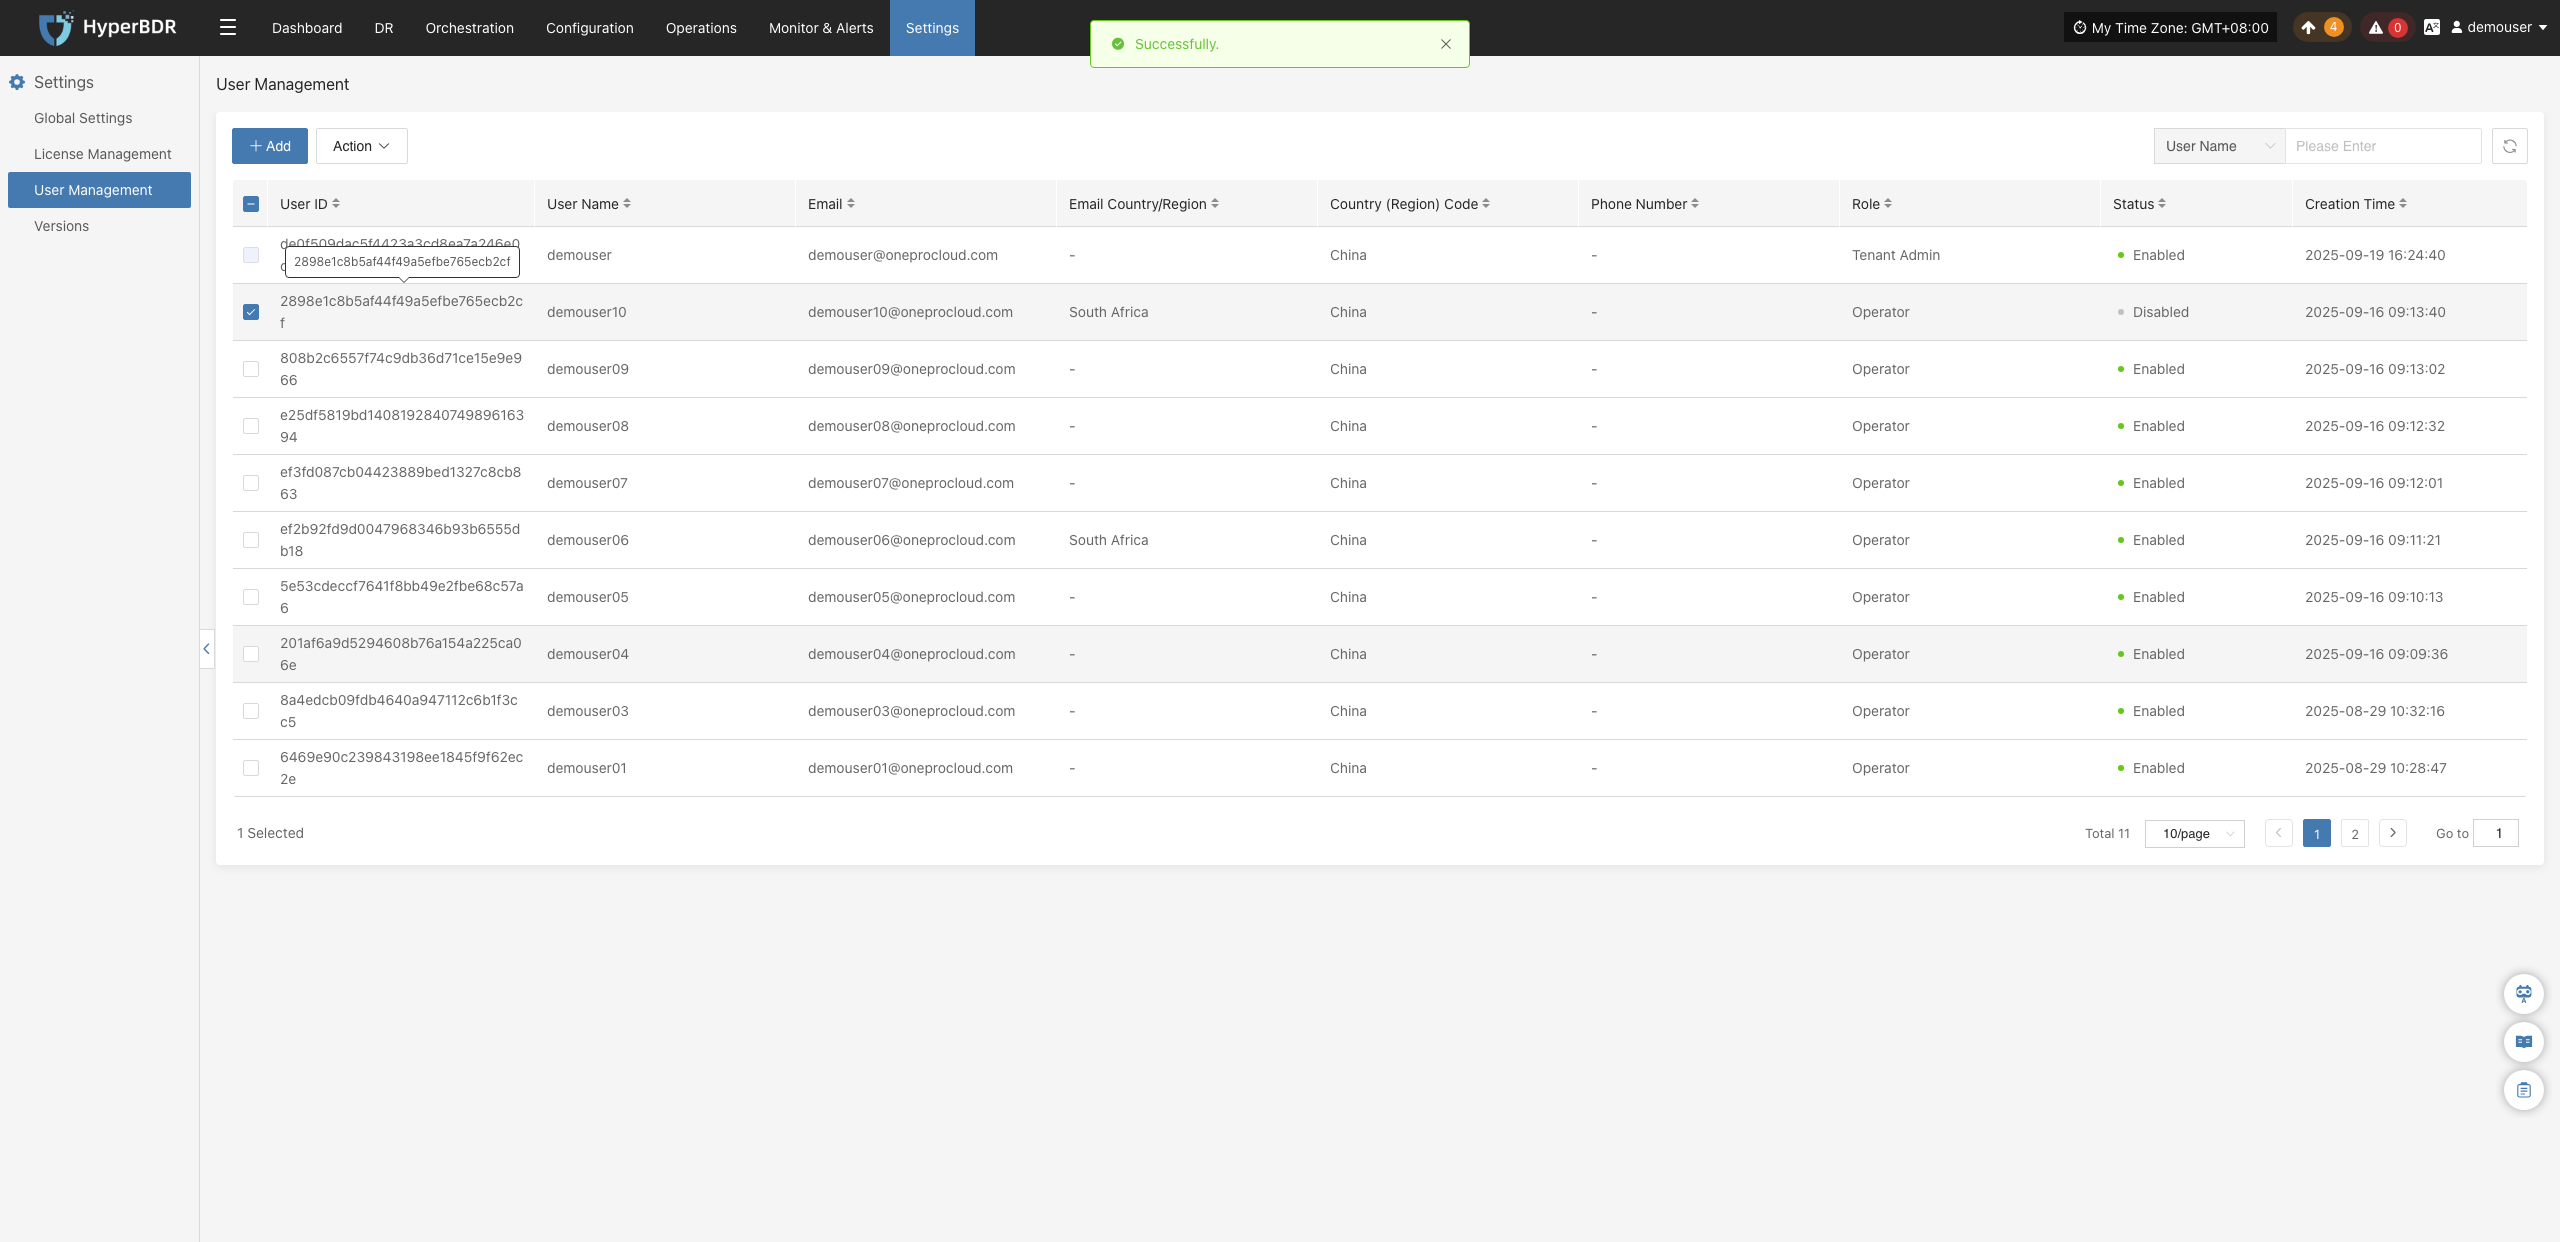 HyperBDR
Dashboard DR Orchestration Configuration Operations Monitor & Alerts Settings
Successfully.
My Time Zone: GMT+08:00 4 0 demouser
Settings
Global Settings
License Management
User Management
Versions
User Management
Add Action User Name Please Enter
User ID User Name Email Email Country/Region Country (Region) Code Phone Number Role Status Creation Time
de0f509dac5f4423a3cd8ea7a246e0
demouser demouser@oneprocloud.com - China - Tenant Admin Enabled 2025-09-19 16:24:40
2898e1c8b5af44f49a5efbe765ecb2cf
2898e1c8b5af44f49a5efbe765ecb2c
f
demouser10 demouser10@oneprocloud.com South Africa China - Operator Disabled 2025-09-16 09:13:40
808b2c6557f74c9db36d71ce15e9e9
66
demouser09 demouser09@oneprocloud.com - China - Operator Enabled 2025-09-16 09:13:02
e25df5819bd1408192840749896163
94
demouser08 demouser08@oneprocloud.com - China - Operator Enabled 2025-09-16 09:12:32
ef3fd087cb04423889bed1327c8cb8
63
demouser07 demouser07@oneprocloud.com - China - Operator Enabled 2025-09-16 09:12:01
ef2b92fd9d0047968346b93b6555d
b18
demouser06 demouser06@oneprocloud.com South Africa China - Operator Enabled 2025-09-16 09:11:21
5e53cdeccf7641f8bb49e2fbe68c57a
6
demouser05 demouser05@oneprocloud.com - China - Operator Enabled 2025-09-16 09:10:13
201af6a9d5294608b76a154a225ca0
6e
demouser04 demouser04@oneprocloud.com - China - Operator Enabled 2025-09-16 09:09:36
8a4edcb09fdb4640a947112c6b1f3c
c5
demouser03 demouser03@oneprocloud.com - China - Operator Enabled 2025-08-29 10:32:16
6469e90c239843198ee1845f9f62ec
2e
demouser01 demouser01@oneprocloud.com - China - Operator Enabled 2025-08-29 10:28:47
1 Selected
Total 11 10/page 1 2 Go to 1